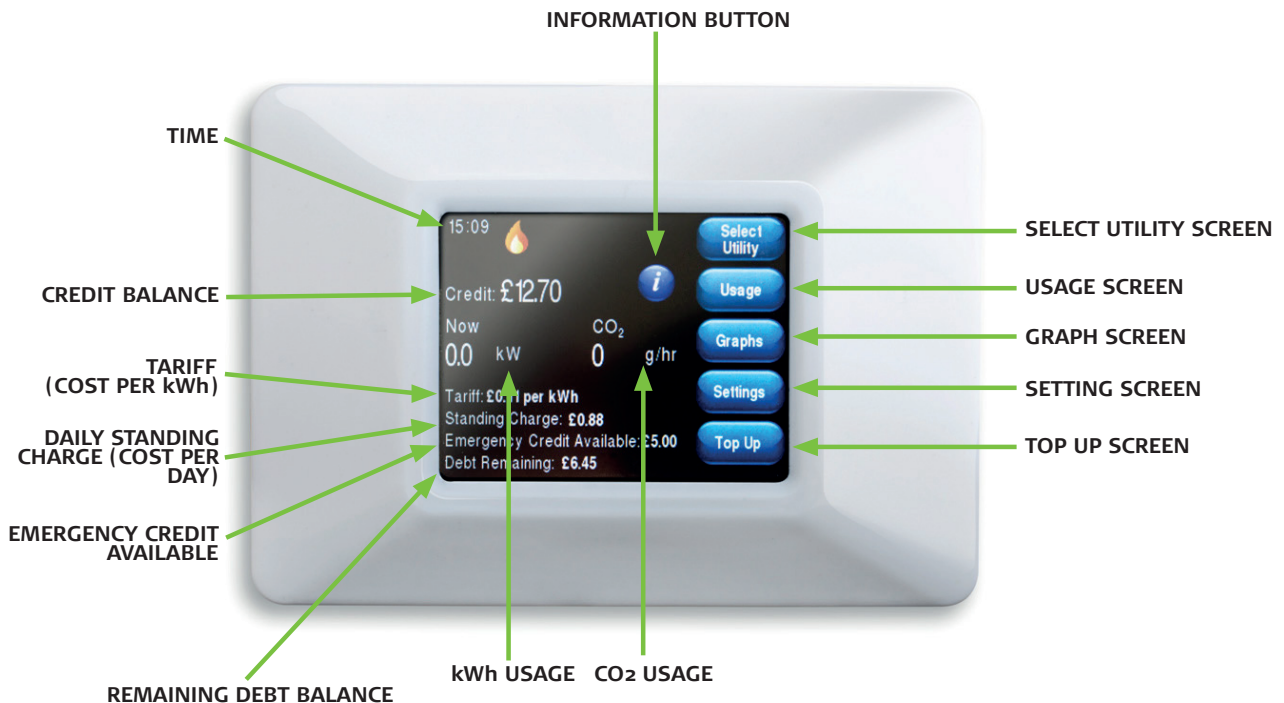 INFORMATION BUTTON
TIME
CREDIT BALANCE
TARIFF
(COST PER kWh)
DAILY STANDING
CHARGE (COST PER
DAY)
EMERGENCY CREDIT
AVAILABLE
REMAINING DEBT BALANCE
15:09
Credit: £12.70
i
Now
CO₂
0.0 kW
0 g/hr
Tariff: per kWh
Standing Charge: £0.88
Emergency Credit Available: £5.00
Debt Remaining: £6.45
Select
Utility
Usage
Graphs
Settings
Top Up
SELECT UTILITY SCREEN
USAGE SCREEN
GRAPH SCREEN
SETTING SCREEN
TOP UP SCREEN
kWh USAGE
CO2 USAGE